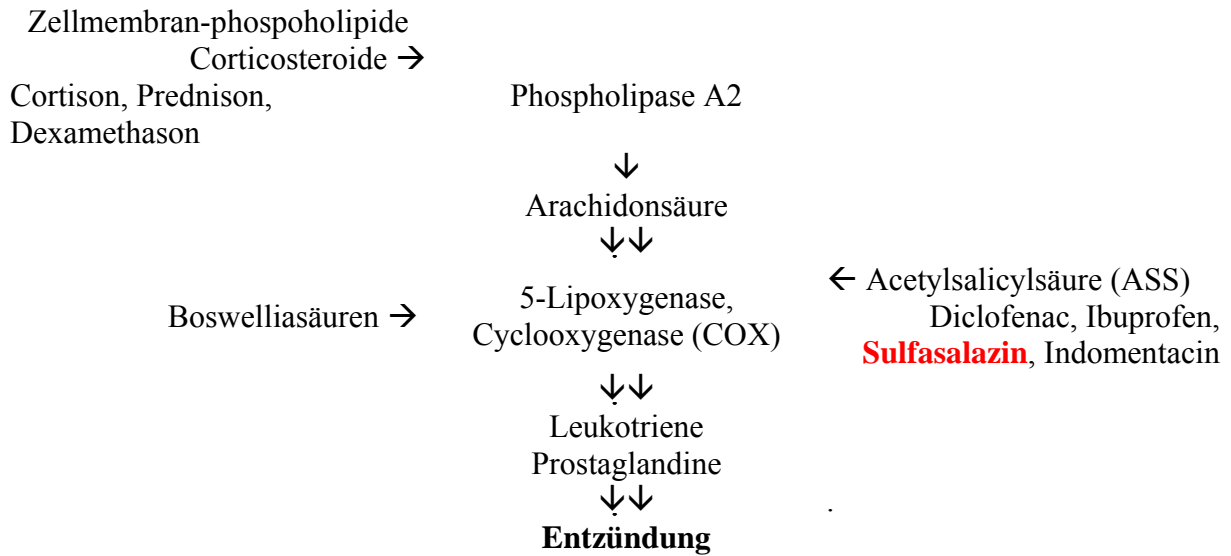 Zellmembran-phospoholipide
Corticosteroide →
Cortison, Prednison,
Dexamethason
Phospholipase A2
↓
Arachidonsäure
↓↓
Boswelliasäuren →
5-Lipoxygenase,
Cyclooxygenase (COX)
← Acetylsalicylsäure (ASS)
Diclofenac, Ibuprofen,
Sulfasalazin, Indomentacin
↓↓
Leukotriene
Prostaglandine
↓↓
Entzündung